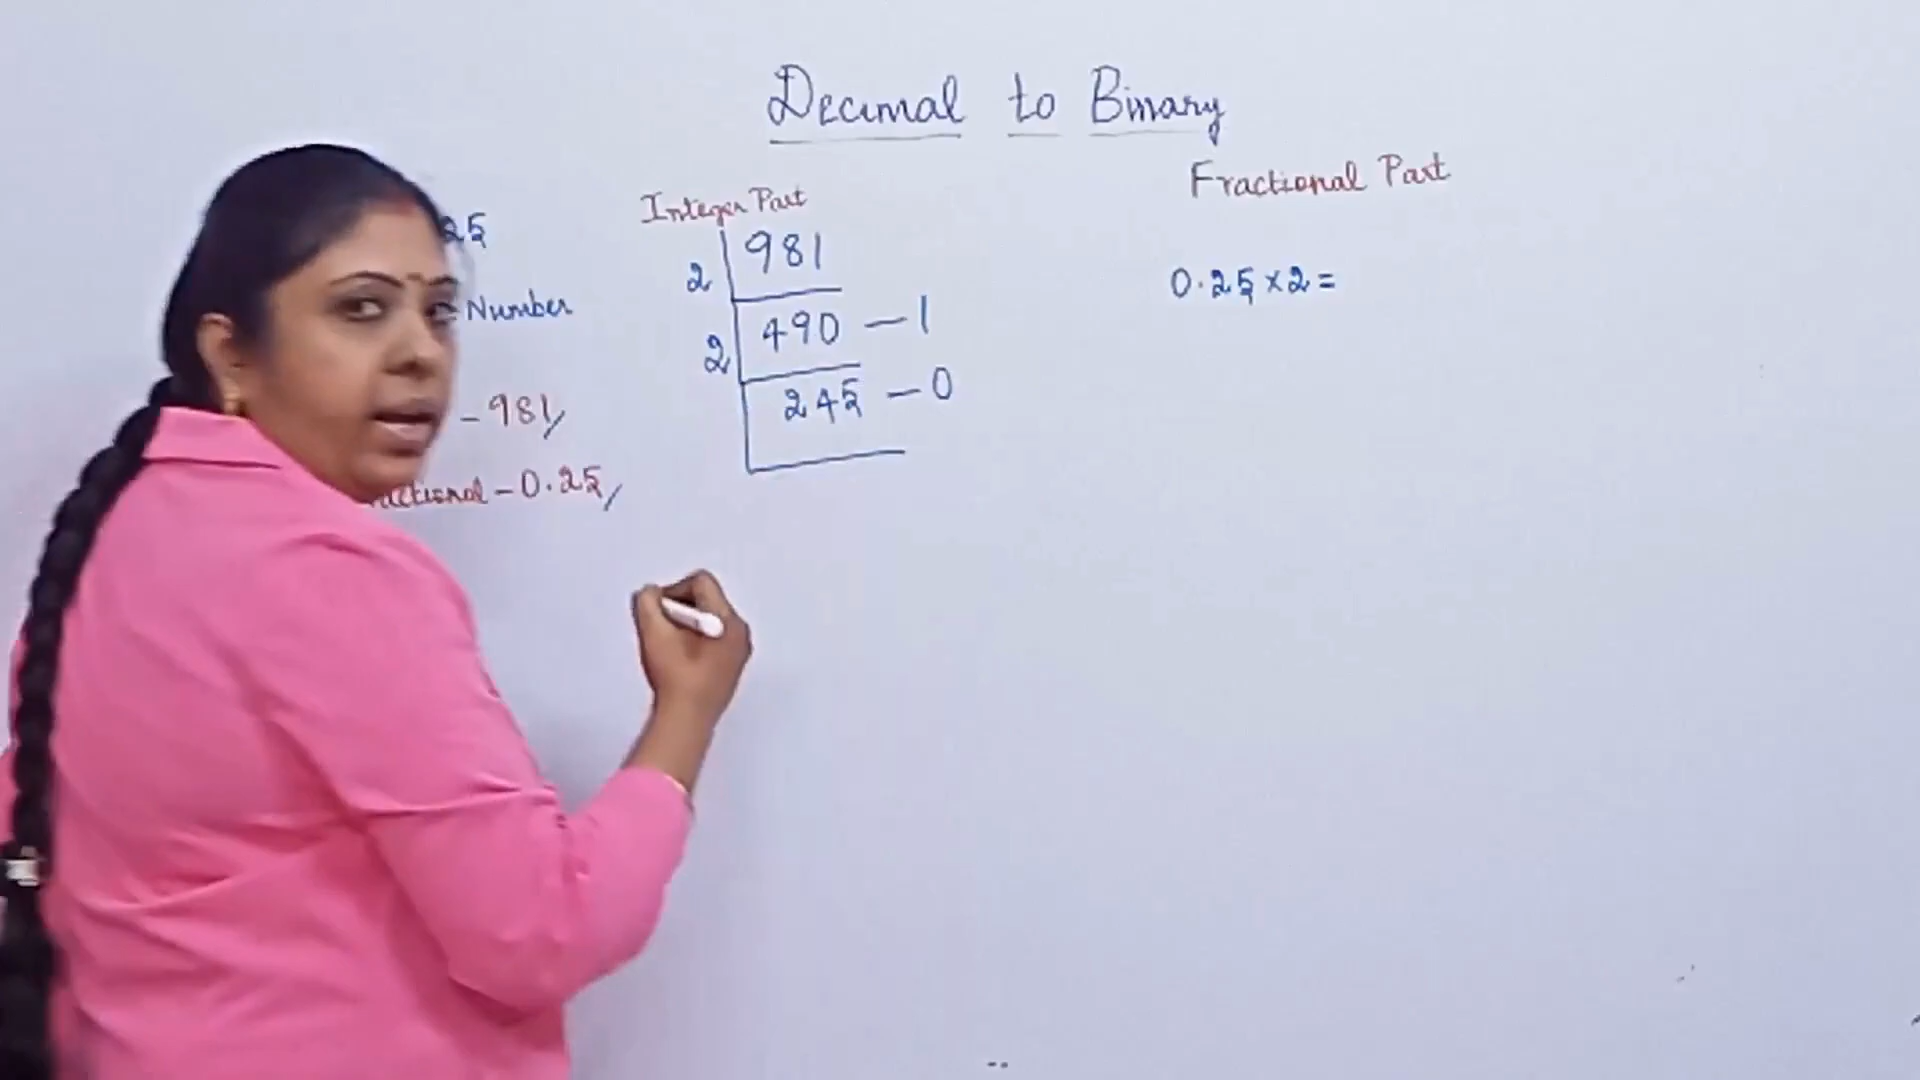 Decimal to Binary
25
Number
- 981/
Fractional - 0.25/
Integer Part
2 981
2 490 - 1
245 - 0
Fractional Part
0.25 x 2 =